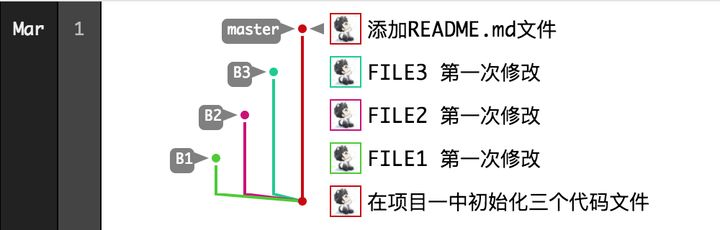 Mar 1 master 添加README.md文件
B3 FILE3 第一次修改
B2 FILE2 第一次修改
B1 FILE1 第一次修改
在项目一中初始化三个代码文件